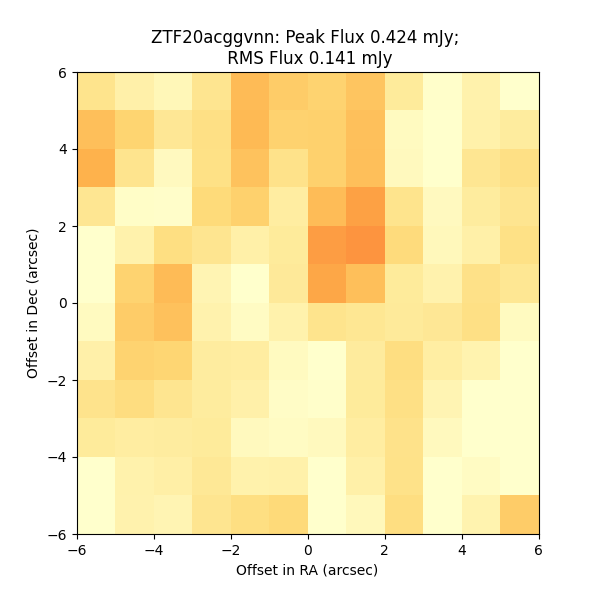 ZTF20acggvnn: Peak Flux 0.424 mJy;
RMS Flux 0.141 mJy
6
4
2
0
−2
−4
−6
Offset in Dec (arcsec)
−6 −4 −2 0 2 4 6
Offset in RA (arcsec)